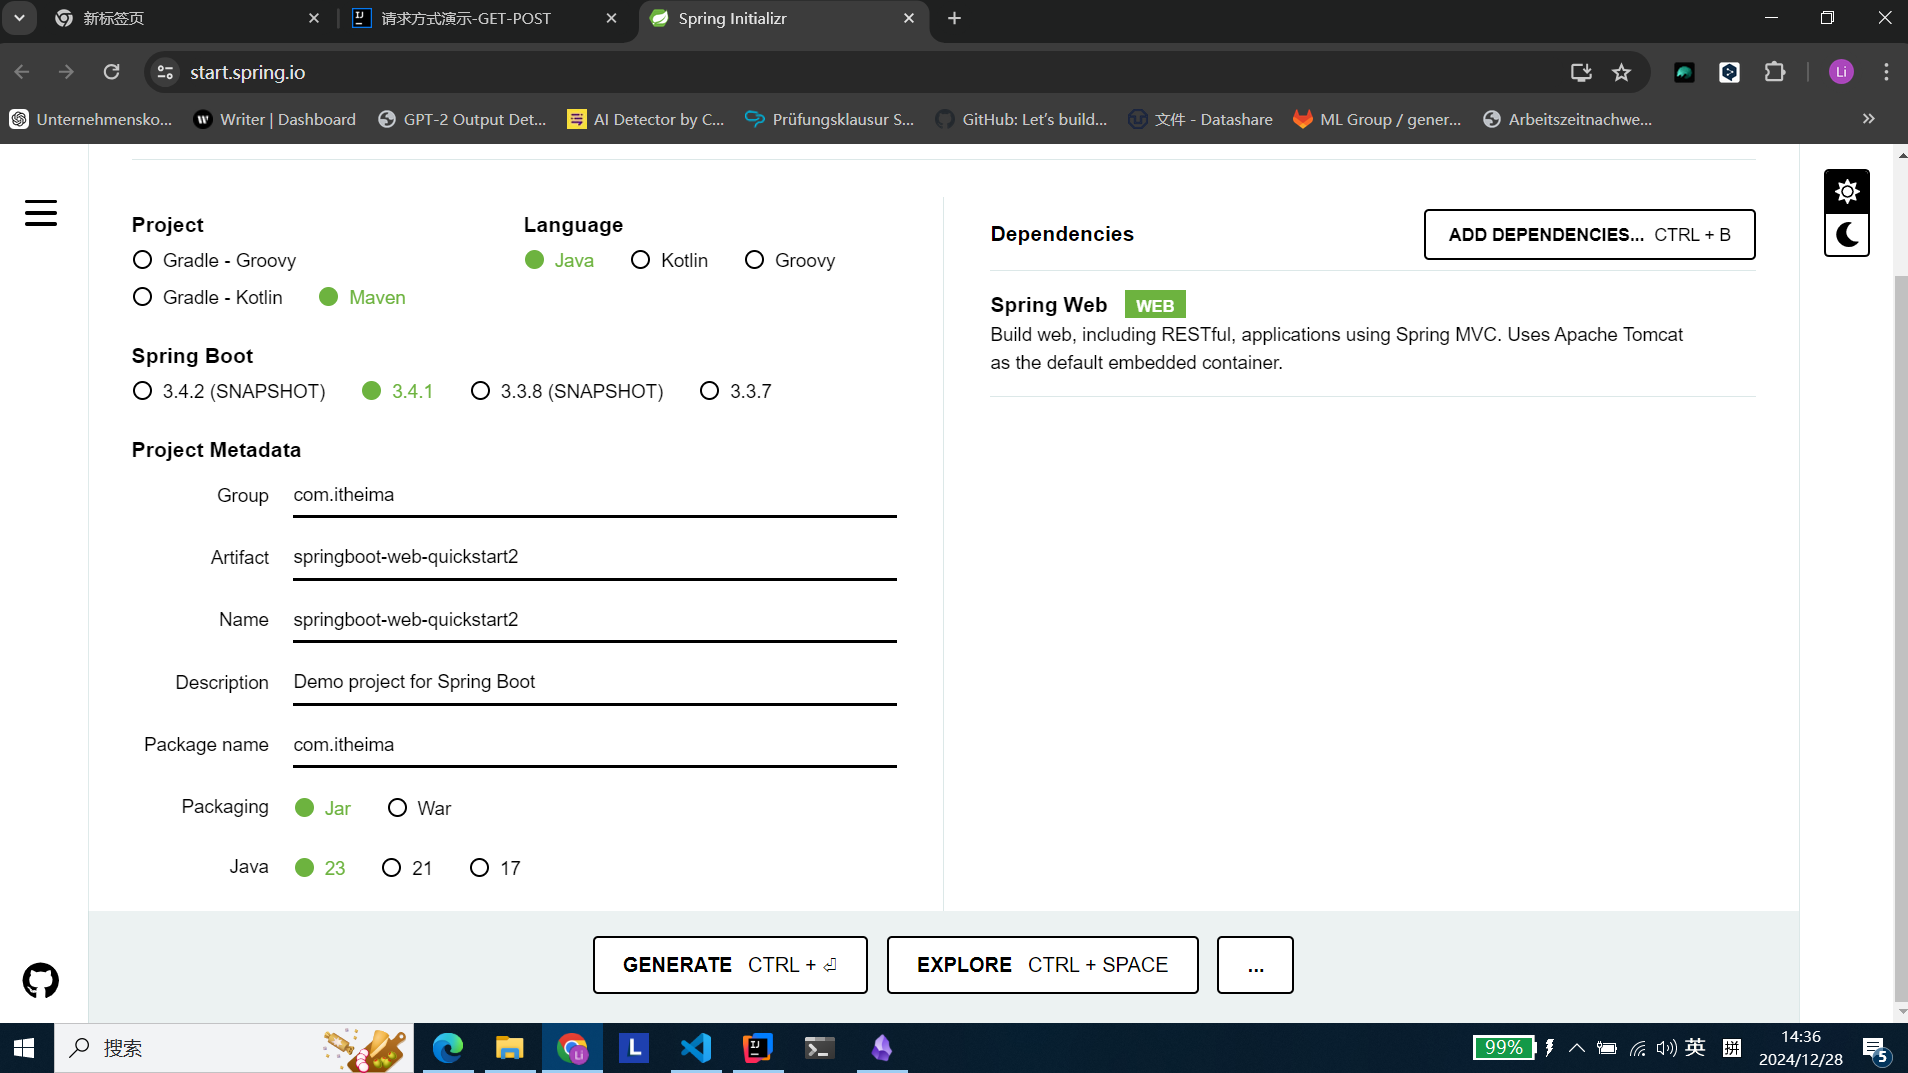 新标签页
请求方式演示-GET-POST
Spring Initializr
start.spring.io
Li
Unternehmensko...
Writer | Dashboard
GPT-2 Output Det...
AI Detector by C...
Prüfungsklausur S...
GitHub: Let's build...
文件 - Datashare
ML Group / gener...
Arbeitszeitnachwe...
Project
Gradle - Groovy
Gradle - Kotlin
Maven
Language
Java
Kotlin
Groovy
Spring Boot
3.4.2 (SNAPSHOT)
3.4.1
3.3.8 (SNAPSHOT)
3.3.7
Project Metadata
Group
com.itheima
Artifact
springboot-web-quickstart2
Name
springboot-web-quickstart2
Description
Demo project for Spring Boot
Package name
com.itheima
Packaging
Jar
War
Java
23
21
17
Dependencies
ADD DEPENDENCIES... CTRL + B
Spring Web WEB
Build web, including RESTful, applications using Spring MVC. Uses Apache Tomcat
as the default embedded container.
GENERATE CTRL + ⏎
EXPLORE CTRL + SPACE
...
搜索
Li
L
IJ
99%
英
拼
14:36
2024/12/28
5